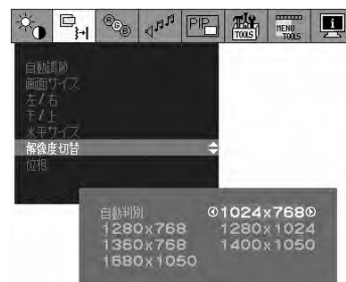 RGB
PIP
TOOLS
MENU TOOLS
自動調節
画面サイズ
左/右
下/上
水平サイズ
解像度切替
位相
自動判別 1024x768
1280x768 1280x1024
1360x768 1400x1050
1680x1050